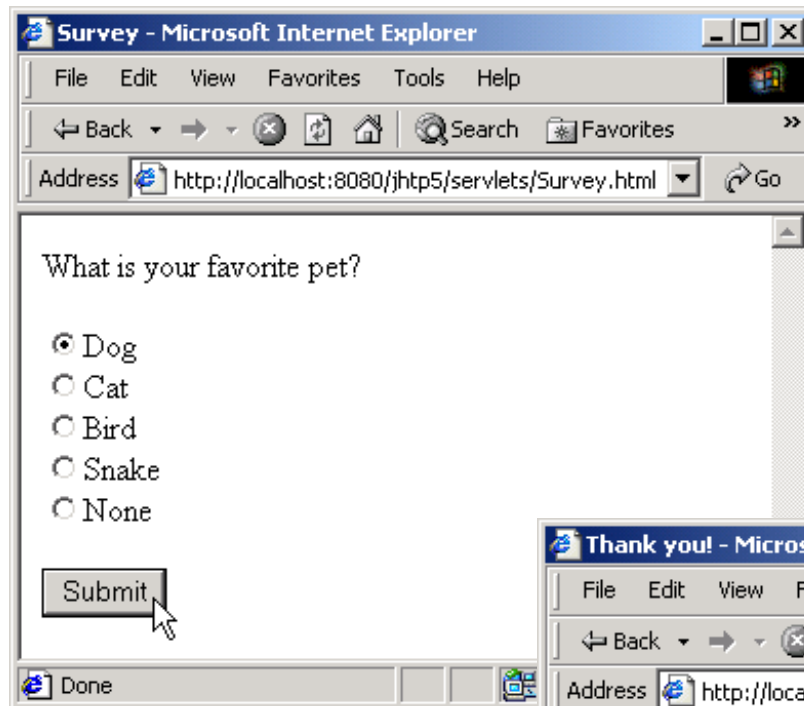 Survey - Microsoft Internet Explorer
File Edit View Favorites Tools Help
Back Search Favorites »
Address http://localhost:8080/jhtp5/servlets/Survey.html Go
What is your favorite pet?
Dog
Cat
Bird
Snake
None
Submit
Done
Thank you! - Micros
File Edit View F
Back
Address http://loca